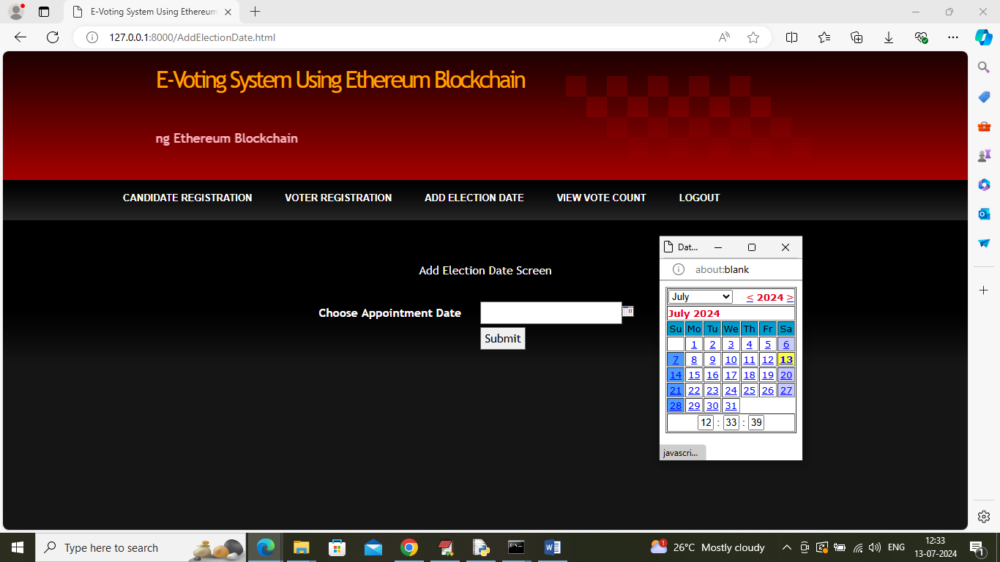 E-Voting System Using Ethereum
127.0.0.1:8000/AddElectionDate.html
E-Voting System Using Ethereum Blockchain
ng Ethereum Blockchain
CANDIDATE REGISTRATION VOTER REGISTRATION ADD ELECTION DATE VIEW VOTE COUNT LOGOUT
Add Election Date Screen
Choose Appointment Date
Submit
Dat...
about:blank
July < 2024 >
July 2024
Su Mo Tu We Th Fr Sa
1 2 3 4 5 6
7 8 9 10 11 12 13
14 15 16 17 18 19 20
21 22 23 24 25 26 27
28 29 30 31
12 : 33 : 39
javascri...
Type here to search
1
26°C Mostly cloudy
ENG
12:33
13-07-2024
1